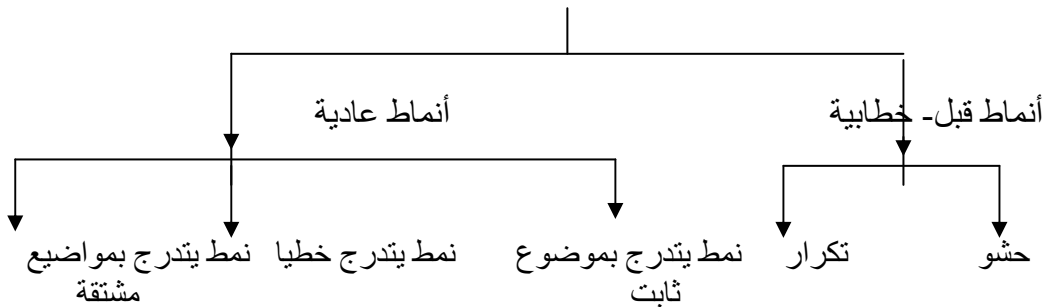 أنماط قبل- خطابية
أنماط عادية
حشو
تكرار
نمط يتدرج بموضوع
ثابت
نمط يتدرج خطيا
نمط يتدرج بمواضيع
مشتقة